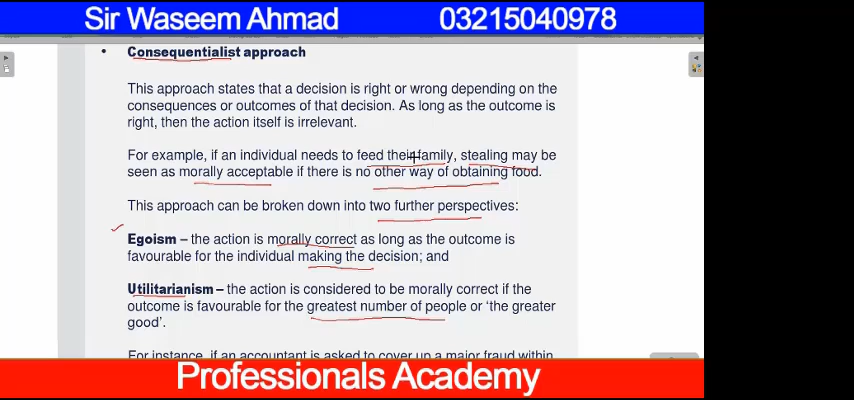 Sir Waseem Ahmad 03215040978
• Consequentialist approach
This approach states that a decision is right or wrong depending on the
consequences or outcomes of that decision. As long as the outcome is
right, then the action itself is irrelevant.
For example, if an individual needs to feed their family, stealing may be
seen as morally acceptable if there is no other way of obtaining food.
This approach can be broken down into two further perspectives:
Egoism – the action is morally correct as long as the outcome is
favourable for the individual making the decision; and
Utilitarianism – the action is considered to be morally correct if the
outcome is favourable for the greatest number of people or ‘the greater
good’.
For instance, if an accountant is asked to cover up a major fraud within
Professionals Academy